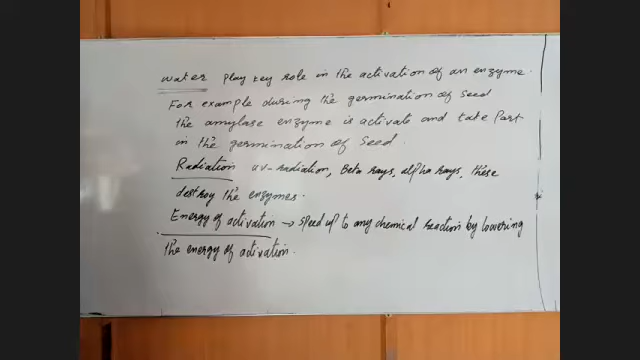 Water play key role in the activation of an enzyme.
For example during the germination of seed
the amylase enzyme is activate and take part
in the germination of seed.
Radiation uv-radiation, Beta rays, alpha rays, these
destroy the enzymes.
Energy of activation → speed up to any chemical reaction by lowering
the energy of activation.